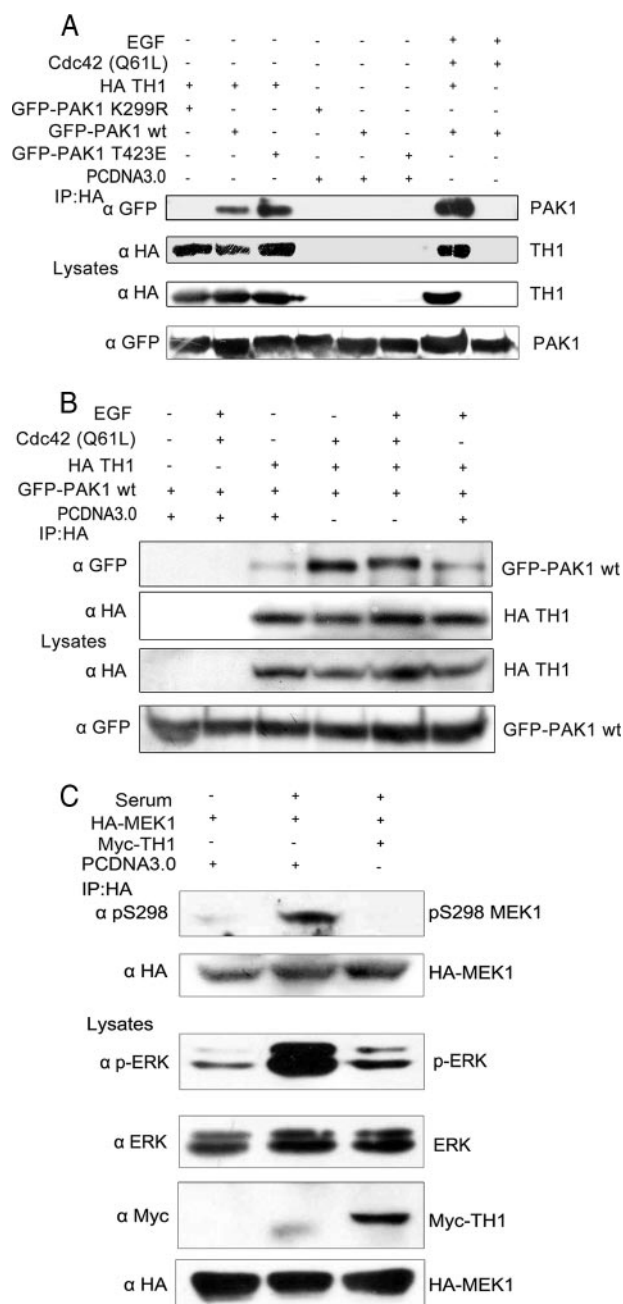 A
EGF - - - - - - + +
Cdc42 (Q61L) - - - - - - + +
HA TH1 + + + - - - + -
GFP-PAK1 K299R + - - + - - - -
GFP-PAK1 wt - + - - + - + +
GFP-PAK1 T423E - - + - - + - -
PCDNA3.0 - - - + + + - -
IP:HA
α GFP PAK1
α HA TH1
Lysates
α HA TH1
α GFP PAK1
B
EGF - + - - + +
Cdc42 (Q61L) - + - + + -
HA TH1 - - + + + +
GFP-PAK1 wt + + + + + +
PCDNA3.0 + + + - - +
IP:HA
α GFP GFP-PAK1 wt
α HA HA TH1
Lysates
α HA HA TH1
α GFP GFP-PAK1 wt
C
Serum - + +
HA-MEK1 + + +
Myc-TH1 - - +
PCDNA3.0 + + -
IP:HA
α pS298 pS298 MEK1
α HA HA-MEK1
Lysates
α p-ERK p-ERK
α ERK ERK
α Myc Myc-TH1
α HA HA-MEK1